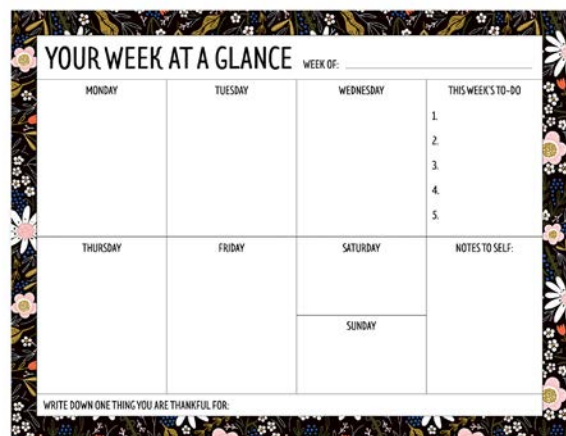 YOUR WEEK AT A GLANCE WEEK OF:
MONDAY TUESDAY WEDNESDAY THIS WEEK'S TO-DO
1.
2.
3.
4.
5.
THURSDAY FRIDAY SATURDAY NOTES TO SELF:
SUNDAY
WRITE DOWN ONE THING YOU ARE THANKFUL FOR: